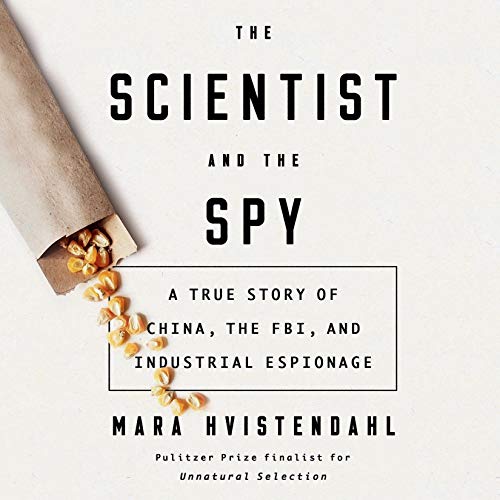 THE
SCIENTIST
AND THE
SPY
A TRUE STORY OF
CHINA, THE FBI, AND
INDUSTRIAL ESPIONAGE
MARA HVISTENDAHL
Pulitzer Prize finalist for
Unnatural Selection